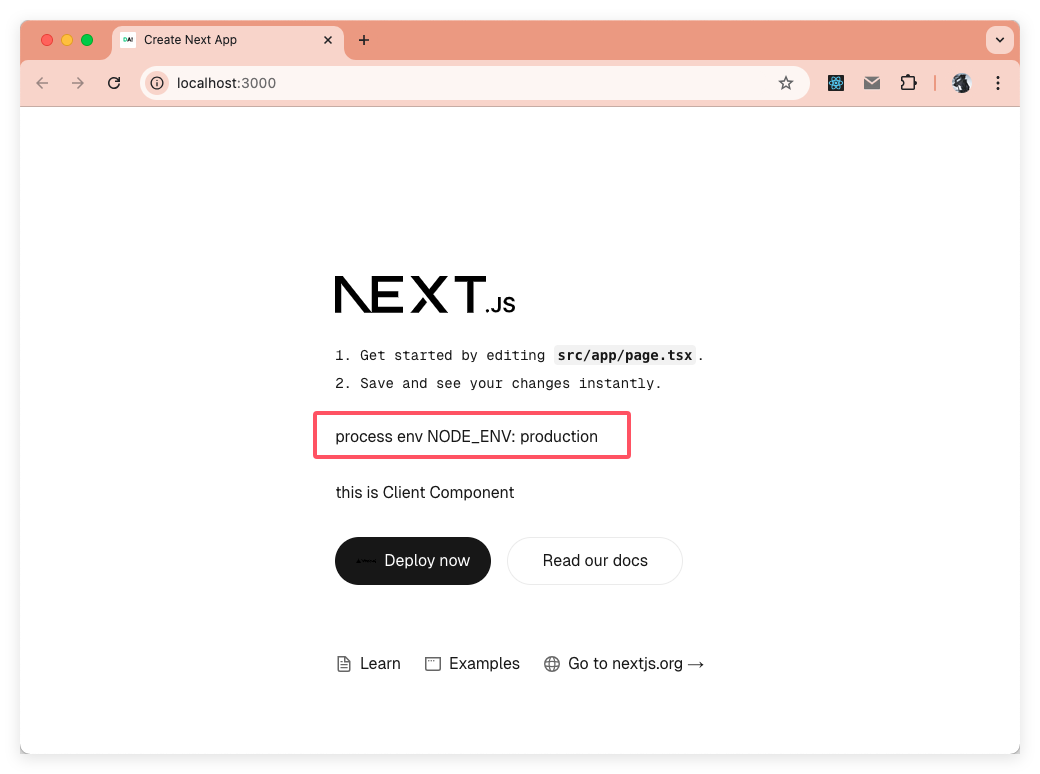 Create Next App
localhost:3000
NEXT.JS
1. Get started by editing src/app/page.tsx.
2. Save and see your changes instantly.
process env NODE_ENV: production
this is Client Component
Deploy now
Read our docs
Learn
Examples
Go to nextjs.org →